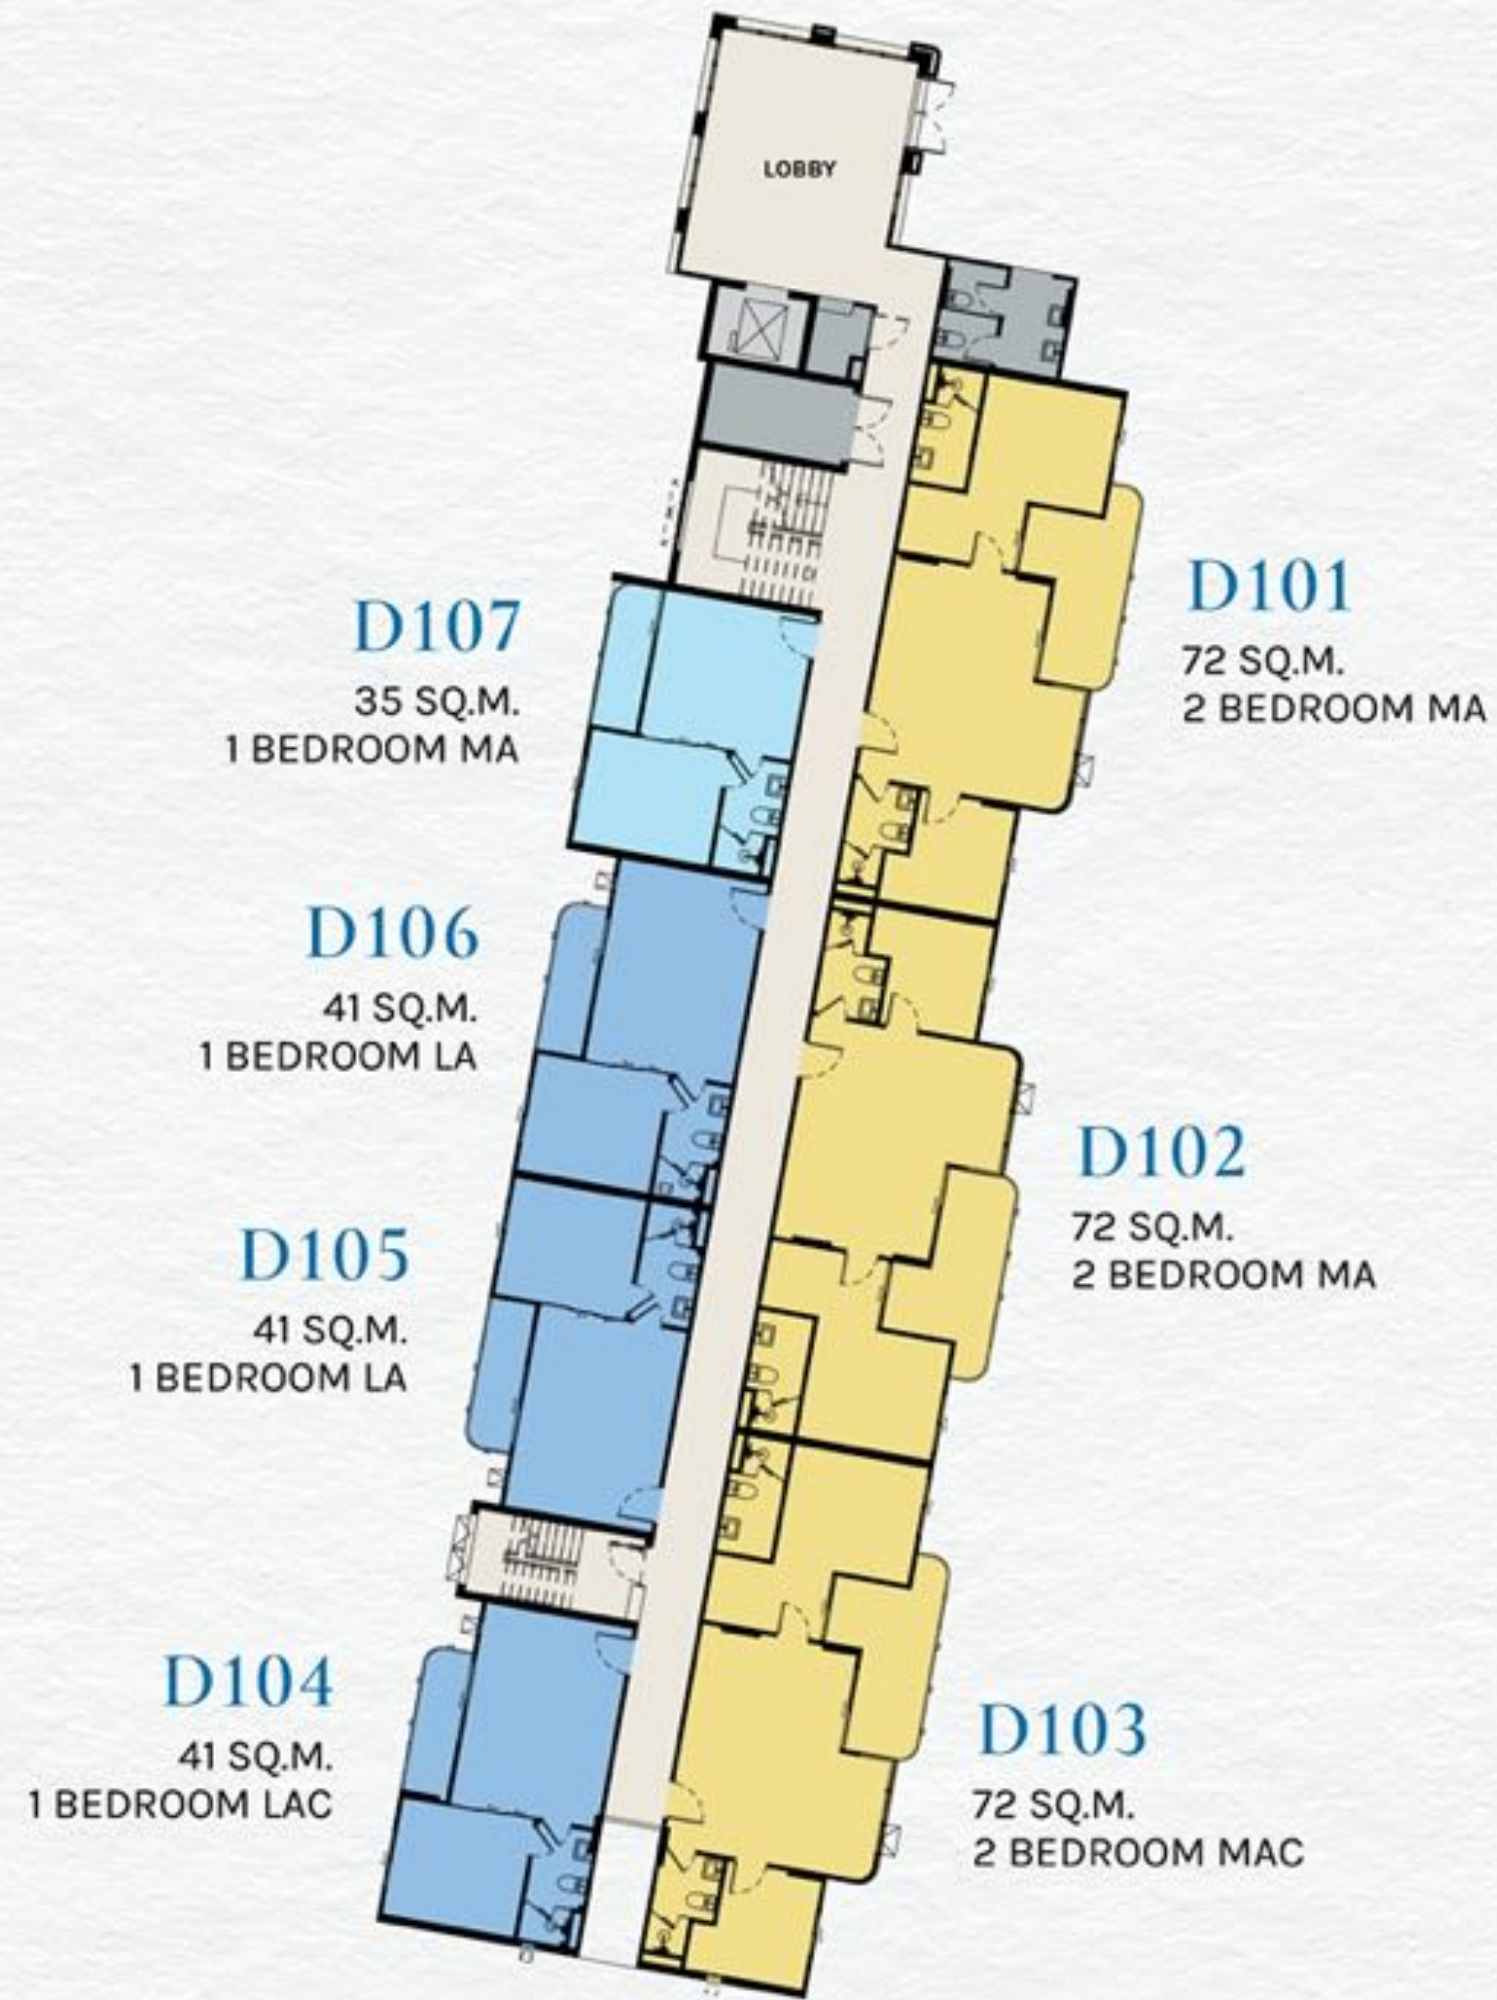 LOBBY
D101
72 SQ.M.
2 BEDROOM MA
D107
35 SQ.M.
1 BEDROOM MA
D106
41 SQ.M.
1 BEDROOM LA
D102
72 SQ.M.
2 BEDROOM MA
D105
41 SQ.M.
1 BEDROOM LA
D104
41 SQ.M.
1 BEDROOM LAC
D103
72 SQ.M.
2 BEDROOM MAC